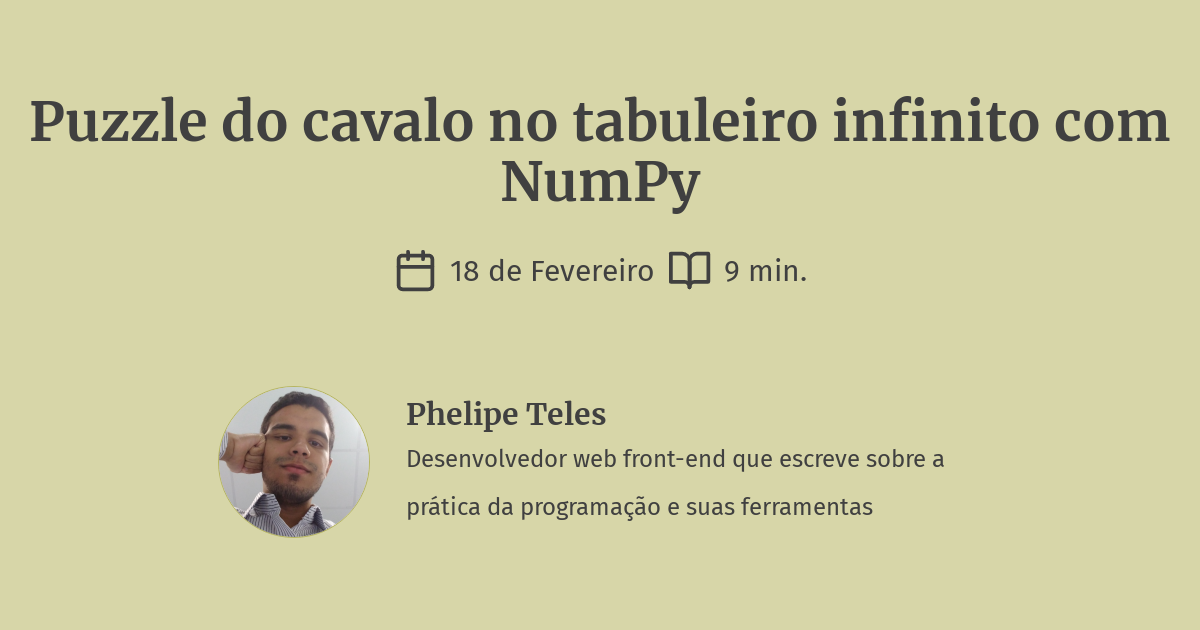 Puzzle do cavalo no tabuleiro infinito com
NumPy
18 de Fevereiro 9 min.
Phelipe Teles
Desenvolvedor web front-end que escreve sobre a
prática da programação e suas ferramentas